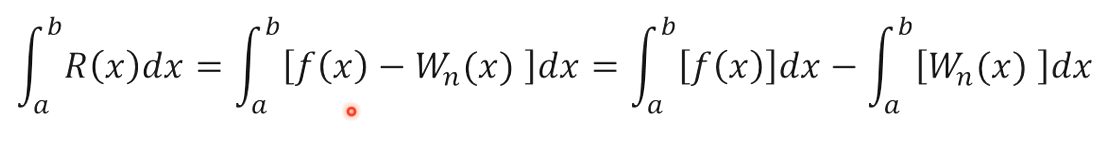 ∫_a^b R(x)dx = ∫_a^b [f(x) − W_n(x) ]dx = ∫_a^b [f(x)]dx − ∫_a^b [W_n(x) ]dx